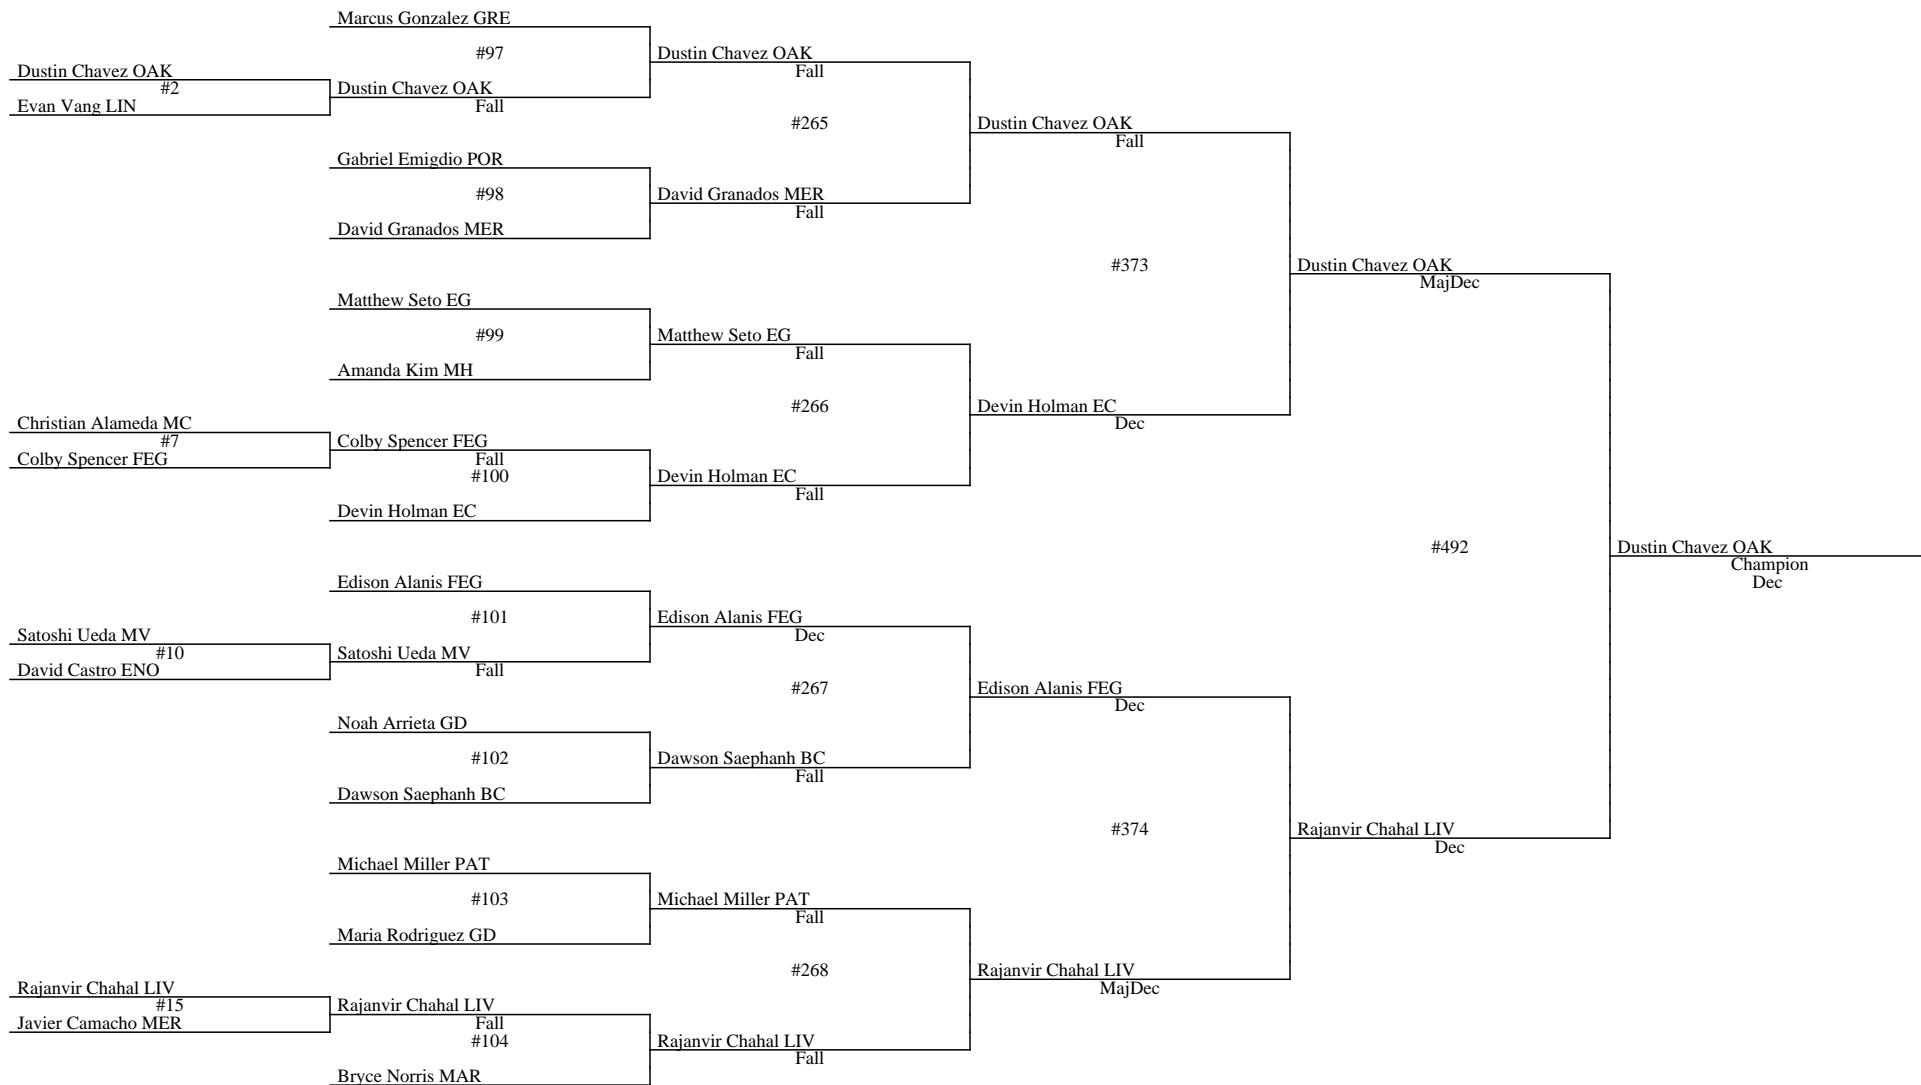 Marcus Gonzalez GRE
#97
Dustin Chavez OAK
Fall
Dustin Chavez OAK
#2
Evan Vang LIN
Dustin Chavez OAK
Fall
#265
Dustin Chavez OAK
Fall
Gabriel Emigdio POR
#98
David Granados MER
Fall
David Granados MER
#373
Dustin Chavez OAK
MajDec
Matthew Seto EG
#99
Matthew Seto EG
Fall
Amanda Kim MH
#266
Devin Holman EC
Dec
Christian Alameda MC
#7
Colby Spencer FEG
Colby Spencer FEG
Fall
#100
Devin Holman EC
Fall
Devin Holman EC
#492
Dustin Chavez OAK
Champion
Dec
Edison Alanis FEG
#101
Edison Alanis FEG
Dec
Satoshi Ueda MV
#10
David Castro ENO
Satoshi Ueda MV
Fall
#267
Edison Alanis FEG
Dec
Noah Arrieta GD
#102
Dawson Saephanh BC
Fall
Dawson Saephanh BC
#374
Rajanvir Chahal LIV
Dec
Michael Miller PAT
#103
Michael Miller PAT
Fall
Maria Rodriguez GD
#268
Rajanvir Chahal LIV
MajDec
Rajanvir Chahal LIV
#15
Javier Camacho MER
Rajanvir Chahal LIV
Fall
#104
Rajanvir Chahal LIV
Fall
Bryce Norris MAR